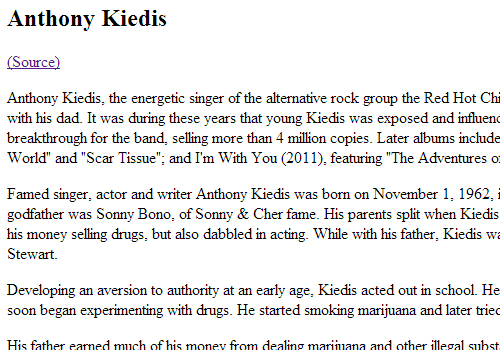 Anthony Kiedis
(Source)
Anthony Kiedis, the energetic singer of the alternative rock group the Red Hot
with his dad. It was during these years that young Kiedis was exposed and
breakthrough for the band, selling more than 4 million copies. Later albums include
World" and "Scar Tissue"; and I'm With You (2011), featuring "The Adventures
Famed singer, actor and writer Anthony Kiedis was born on November 1, 1962,
godfather was Sonny Bono, of Sonny & Cher fame. His parents split when Kiedis
his money selling drugs, but also dabbled in acting. While with his father, Kiedis
Stewart.
Developing an aversion to authority at an early age, Kiedis acted out in school. He
soon began experimenting with drugs. He started smoking marijuana and later tried
His father earned much of his money from dealing marijuana and other illegal